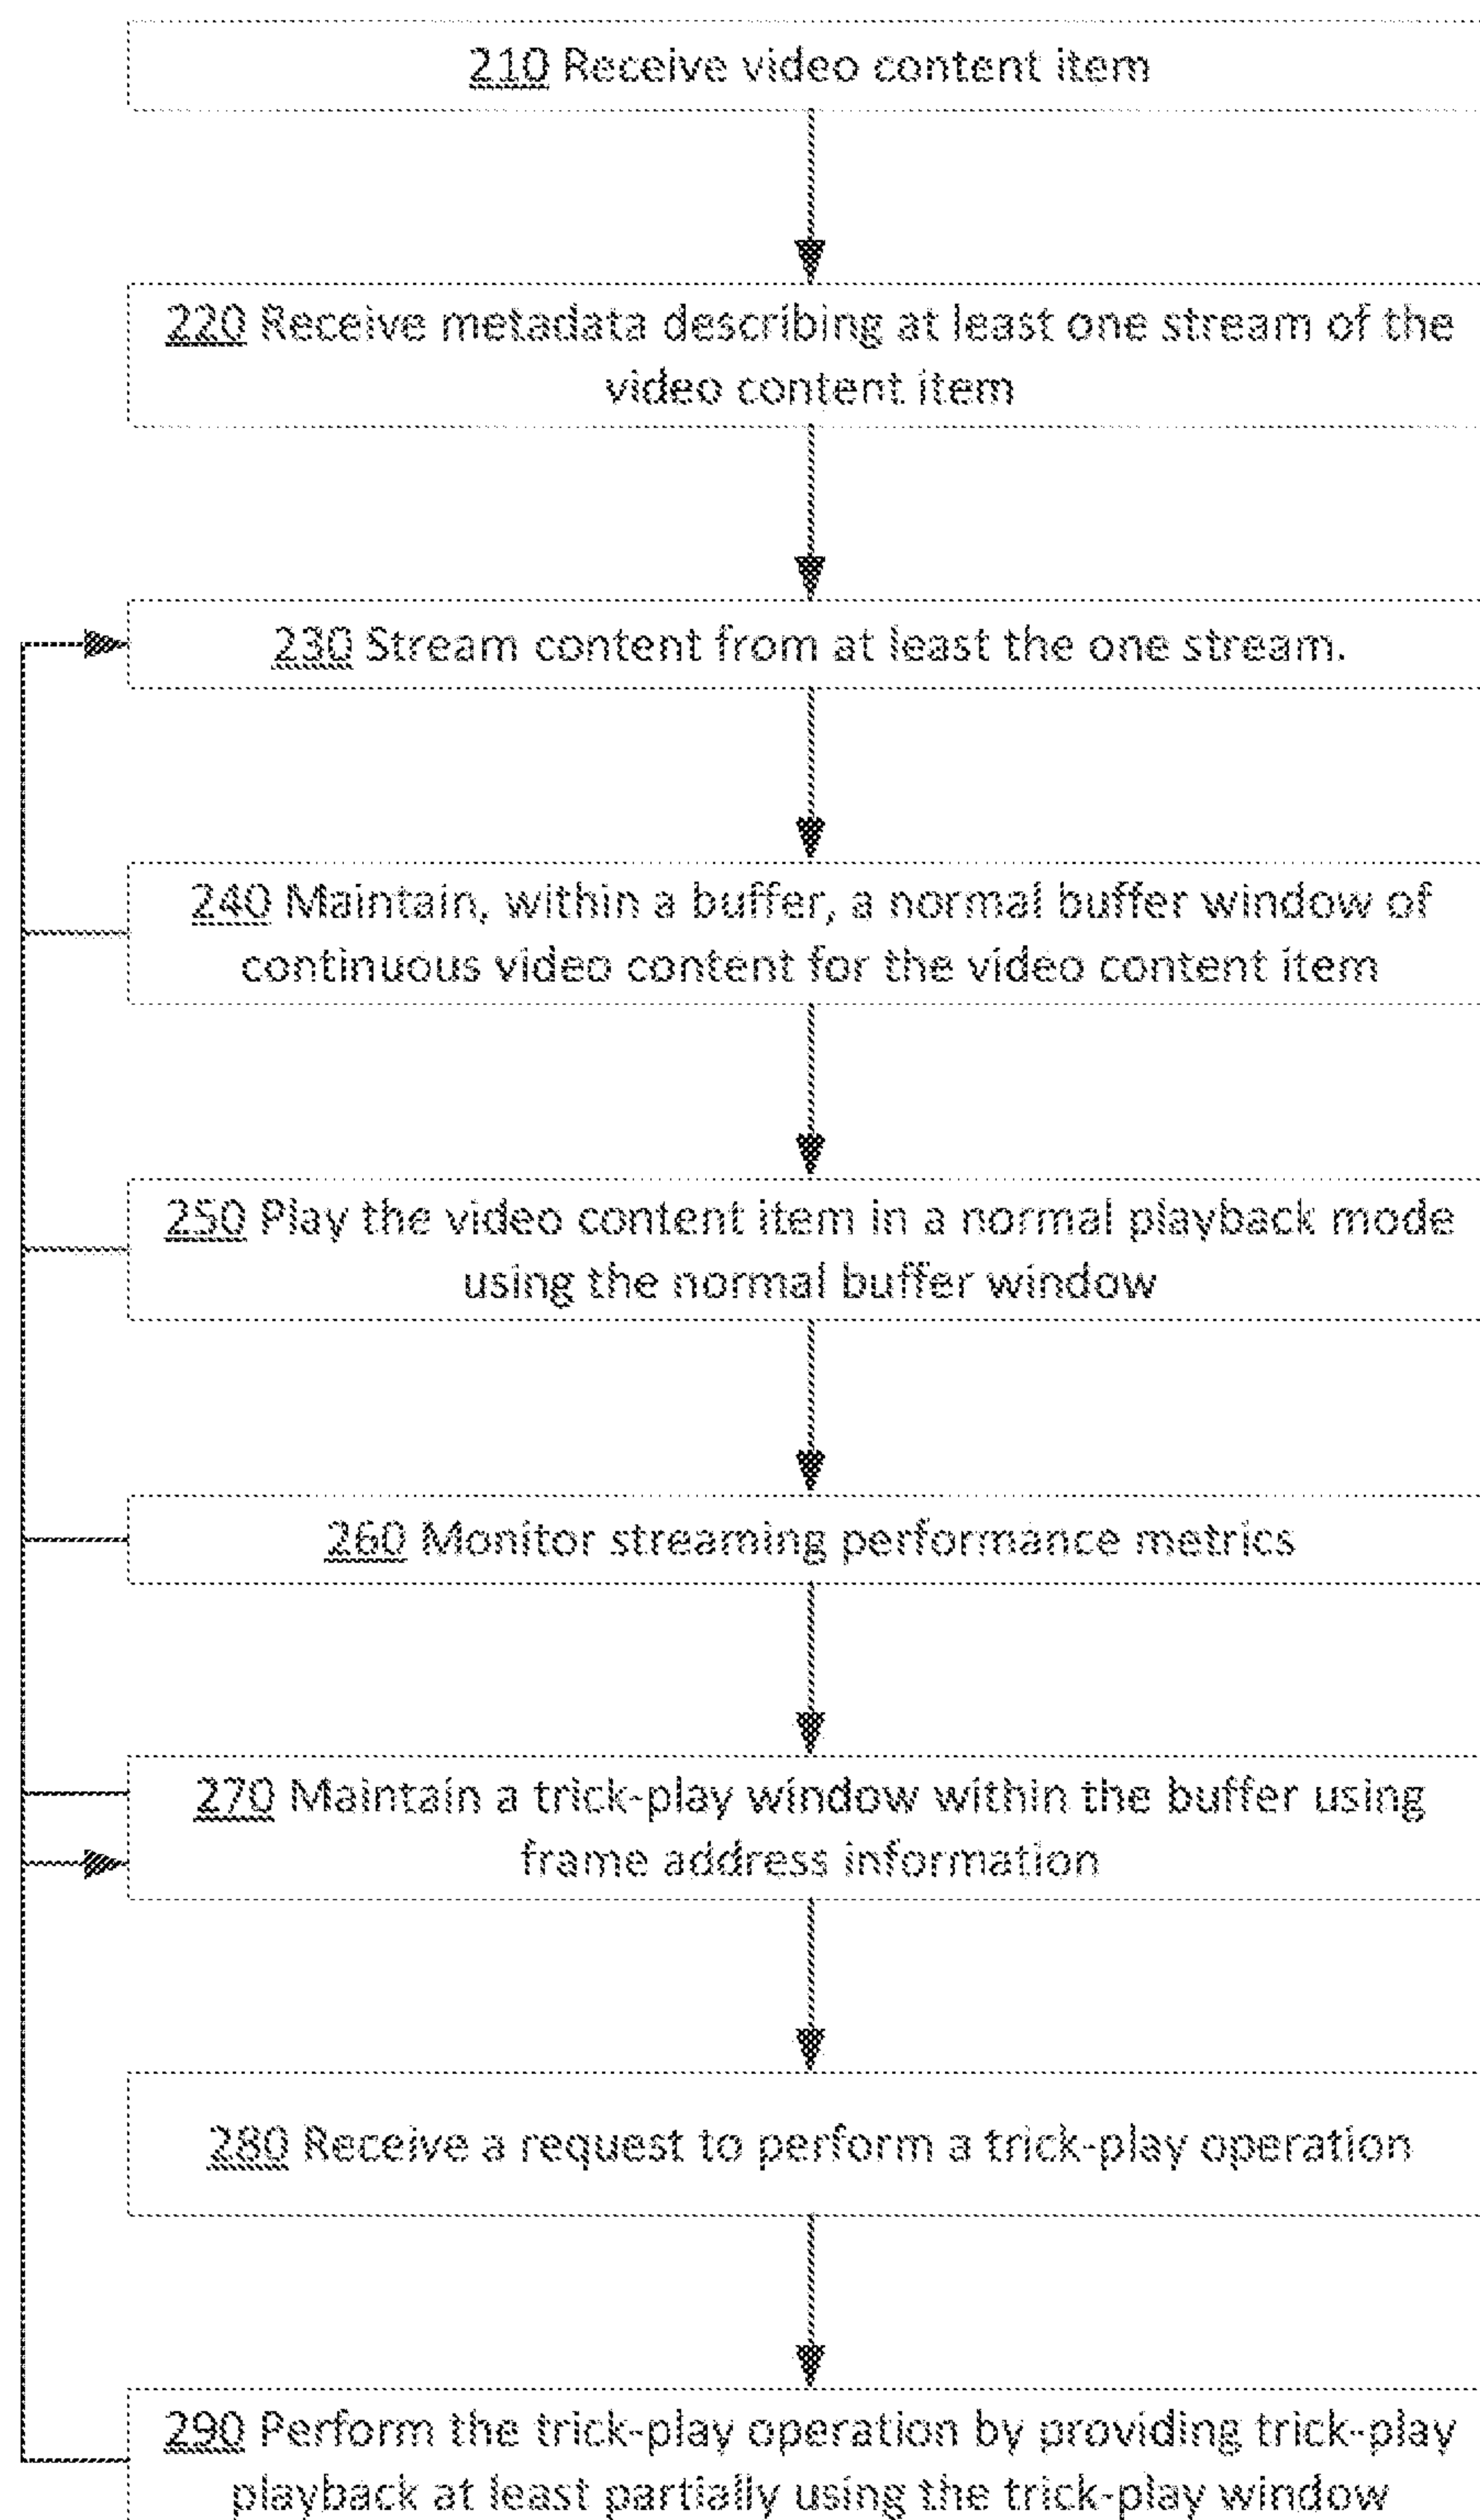 210 Receive video content item
220 Receive metadata describing at least one stream of the
video content item
230 Stream content from at least the one stream.
240 Maintain, within a buffer, a normal buffer window of
continuous video content for the video content item
250 Play the video content item in a normal playback mode
using the normal buffer window
260 Monitor streaming performance metrics
270 Maintain a trick-play window within the buffer using
frame address information
280 Receive a request to perform a trick-play operation
290 Perform the trick-play operation by providing trick-play
playback at least partially using the trick-play window